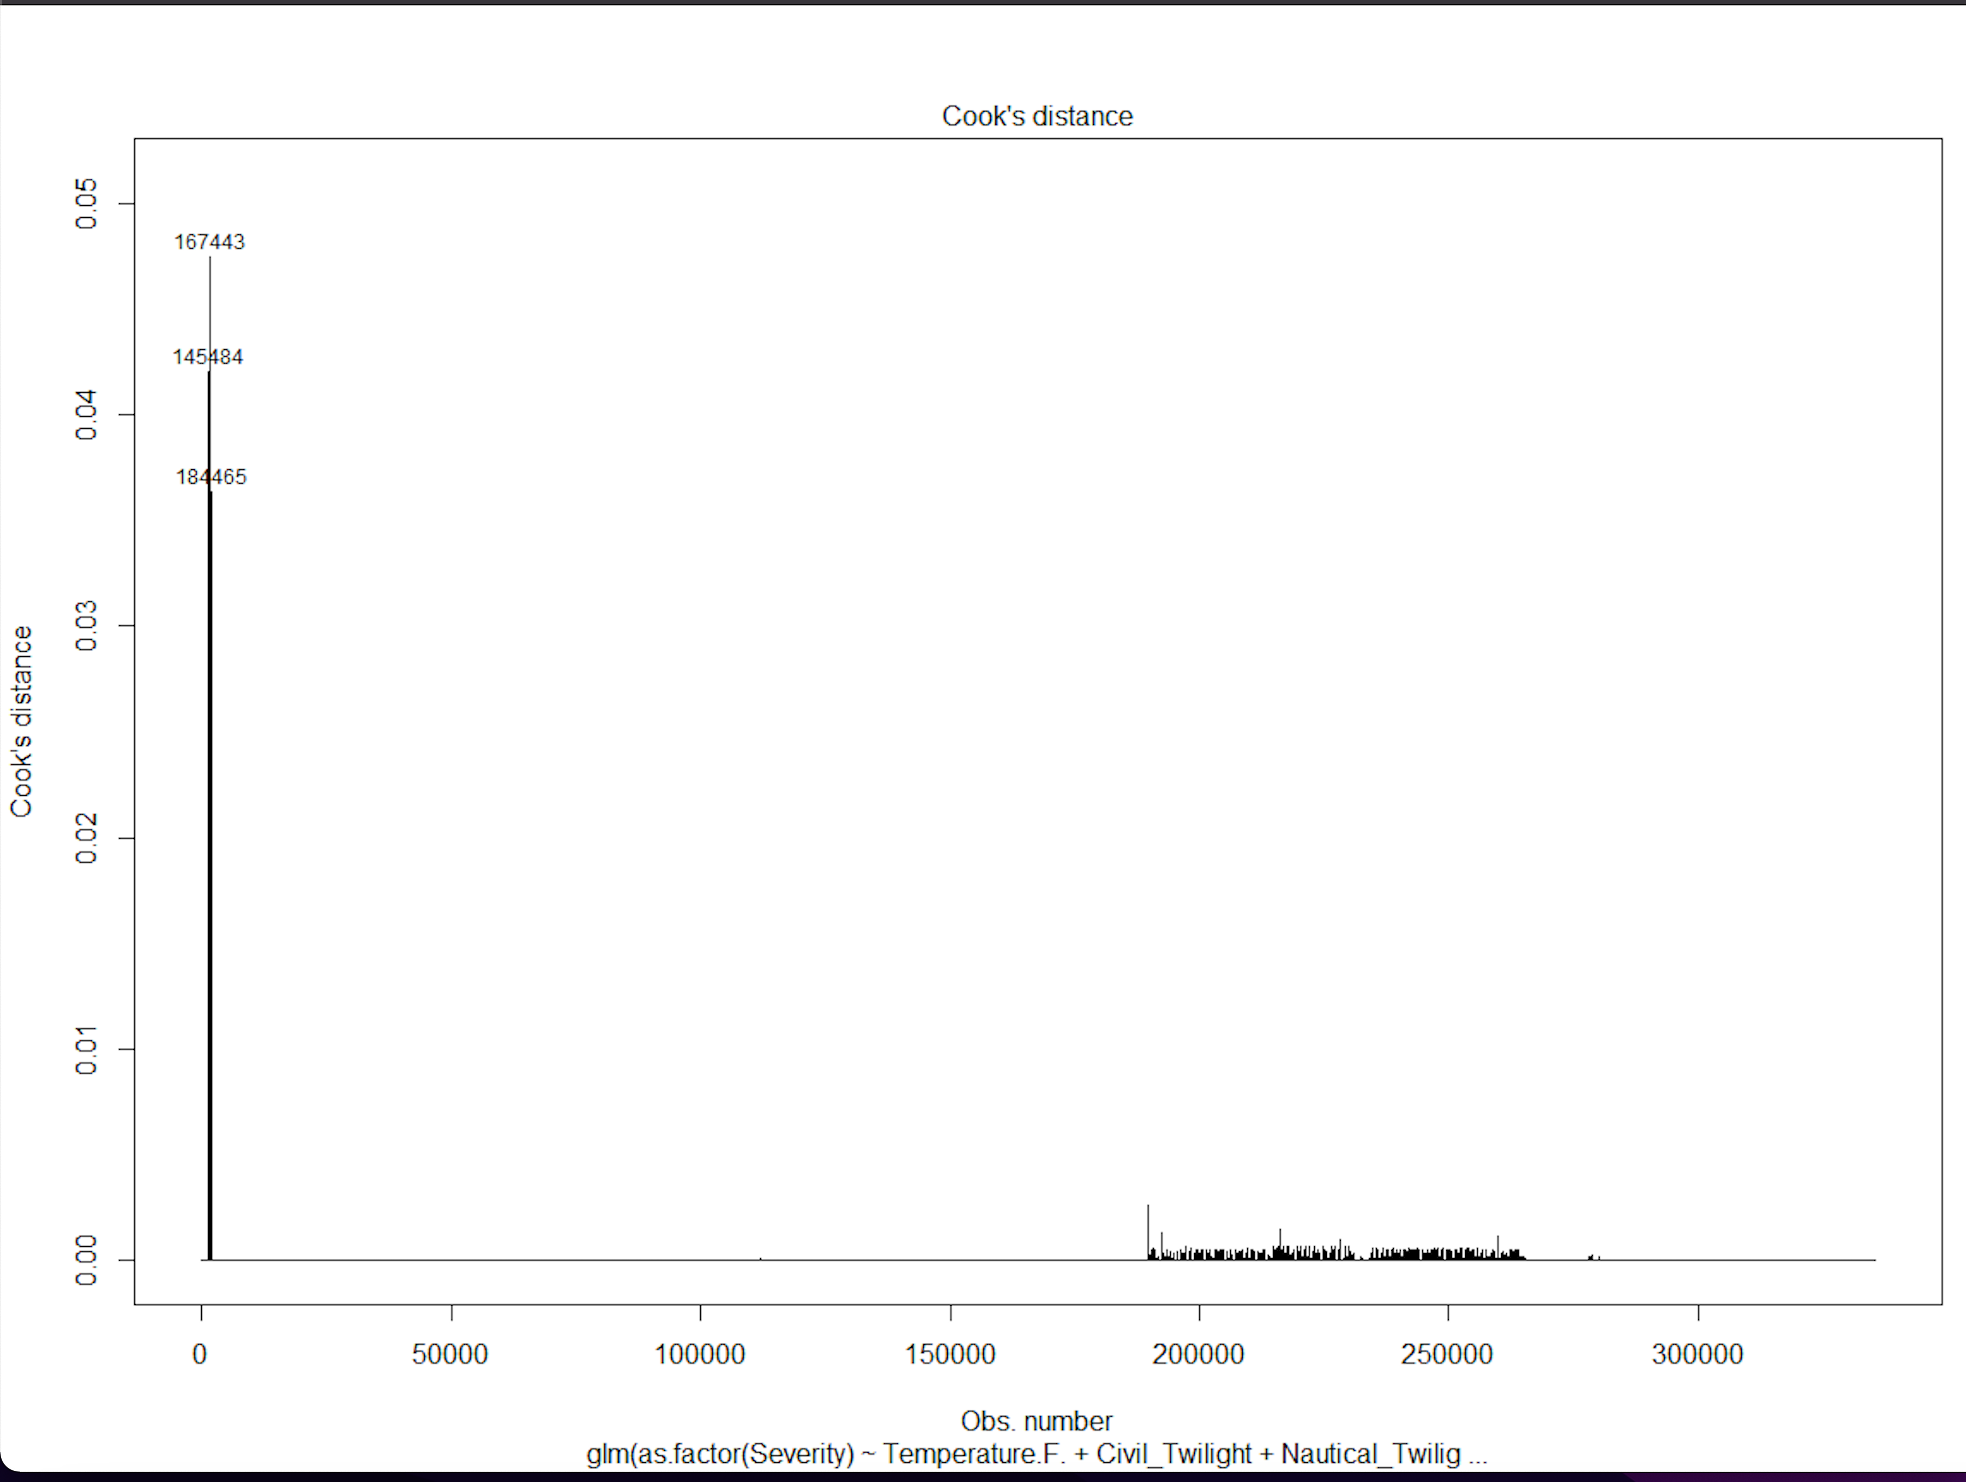 Cook's distance
0.05
167443
145484
0.04
184465
0.03
Cook's distance
0.02
0.01
0.00
0 50000 100000 150000 200000 250000 300000
Obs. number
glm(as.factor(Severity) ~ Temperature.F. + Civil_Twilight + Nautical_Twilig ...